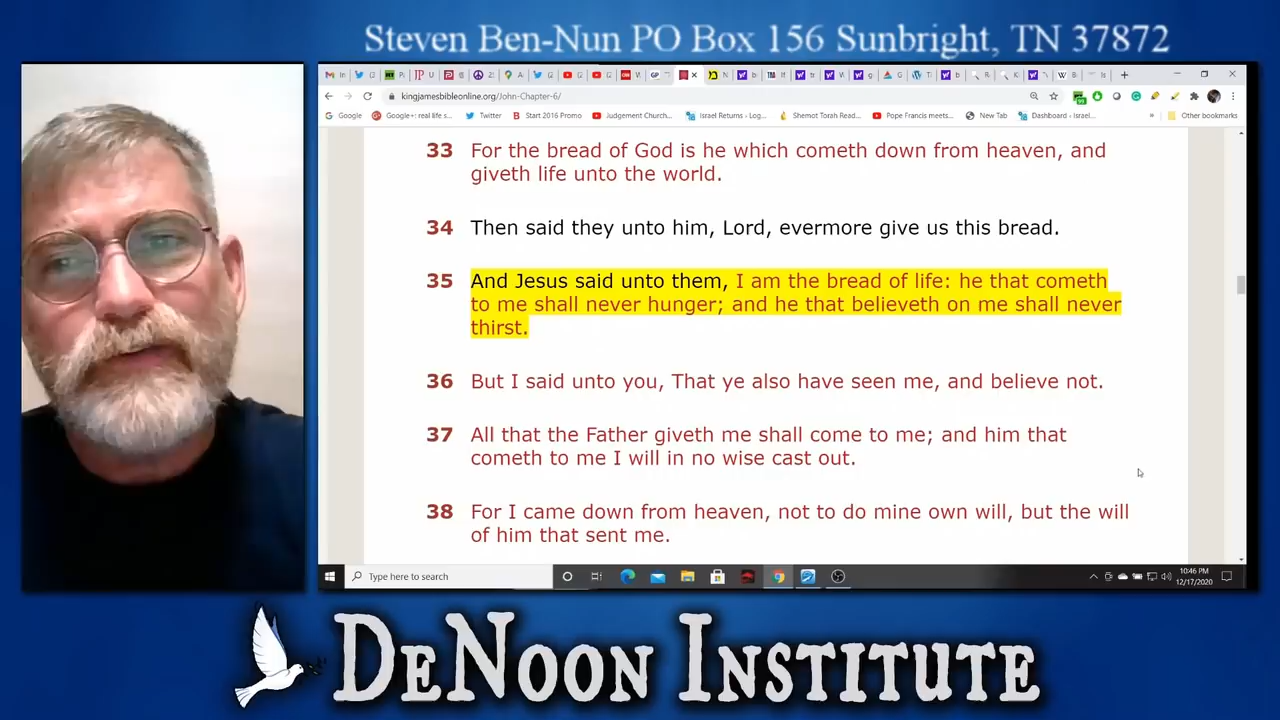 Steven Ben-Nun PO Box 156 Sunbright, TN 37872
kingjamesbibleonline.org/John-Chapter-6/
Google Google+: real life s... Twitter Start 2016 Promo Judgement Church... Israel Returns - Log... Shemot Torah Read... Pope Francis meets... New Tab Dashboard ‹ Israel... » Other bookmarks
33 For the bread of God is he which cometh down from heaven, and
giveth life unto the world.
34 Then said they unto him, Lord, evermore give us this bread.
35 And Jesus said unto them, I am the bread of life: he that cometh
to me shall never hunger; and he that believeth on me shall never
thirst.
36 But I said unto you, That ye also have seen me, and believe not.
37 All that the Father giveth me shall come to me; and him that
cometh to me I will in no wise cast out.
38 For I came down from heaven, not to do mine own will, but the will
of him that sent me.
Type here to search
10:46 PM
12/17/2020
DeNoon Institute